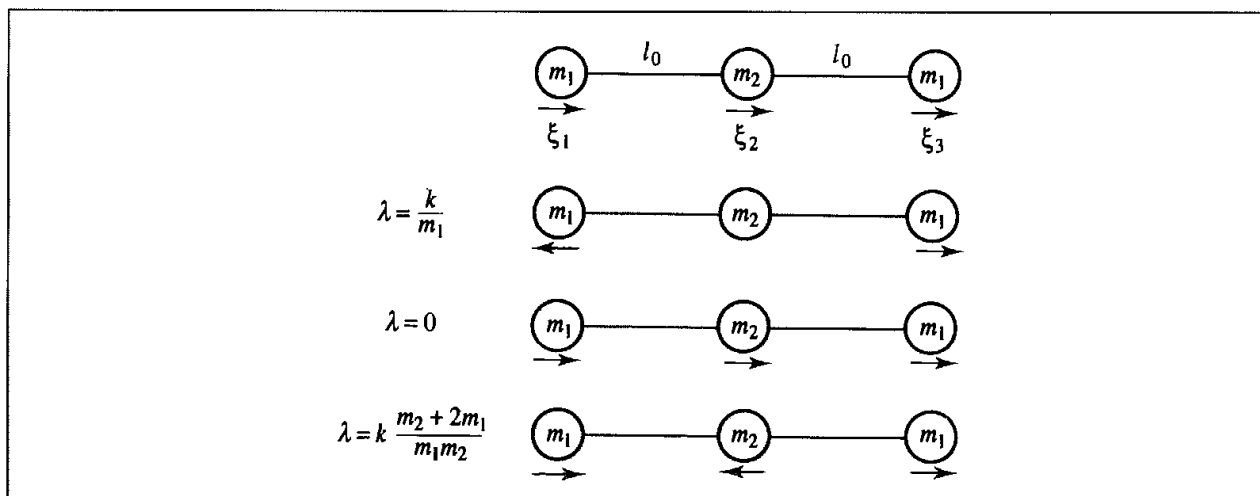 l₀ l₀
m₁ m₂ m₁
ξ₁ ξ₂ ξ₃
λ = k/m₁ m₁ m₂ m₁
λ = 0 m₁ m₂ m₁
λ = k (m₂ + 2m₁)/(m₁m₂) m₁ m₂ m₁